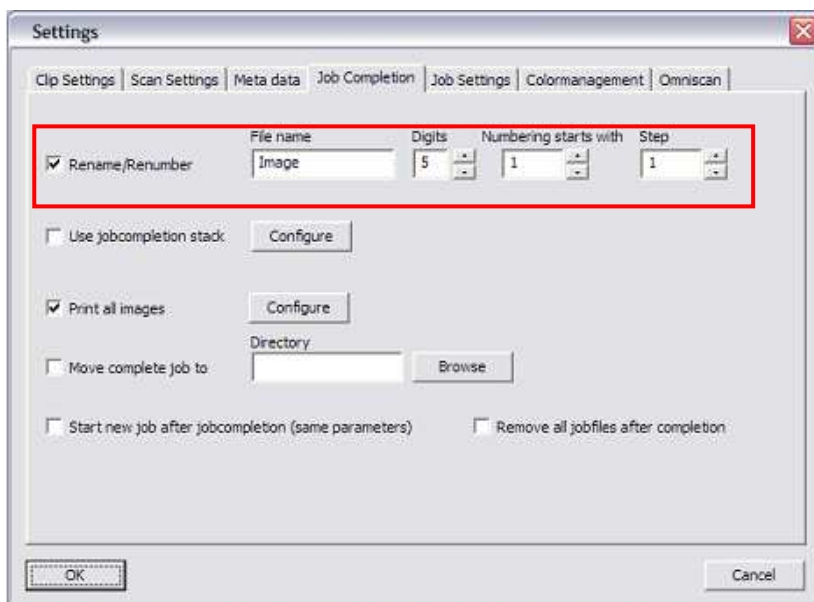 Settings
Clip Settings Scan Settings Meta data Job Completion Job Settings Colormanagement Omniscan
File name Digits Numbering starts with Step
Rename/Renumber Image 5 1 1
Use jobcompletion stack Configure
Print all images Configure
Directory
Move complete job to Browse
Start new job after jobcompletion (same parameters) Remove all jobfiles after completion
OK Cancel